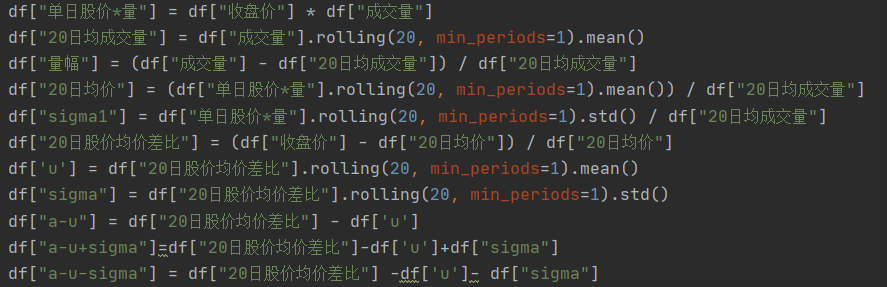 df["单日股价*量"] = df["收盘价"] * df["成交量"]
df["20日均成交量"] = df["成交量"].rolling(20, min_periods=1).mean()
df["量幅"] = (df["成交量"] - df["20日均成交量"]) / df["20日均成交量"]
df["20日均价"] = (df["单日股价*量"].rolling(20, min_periods=1).mean()) / df["20日均成交量"]
df["sigma1"] = df["单日股价*量"].rolling(20, min_periods=1).std() / df["20日均成交量"]
df["20日股价均价差比"] = (df["收盘价"] - df["20日均价"]) / df["20日均价"]
df['u'] = df["20日股价均价差比"].rolling(20, min_periods=1).mean()
df["sigma"] = df["20日股价均价差比"].rolling(20, min_periods=1).std()
df["a-u"] = df["20日股价均价差比"] - df['u']
df["a-u+sigma"]=df["20日股价均价差比"]-df['u']+df["sigma"]
df["a-u-sigma"] = df["20日股价均价差比"] -df['u']- df["sigma"]